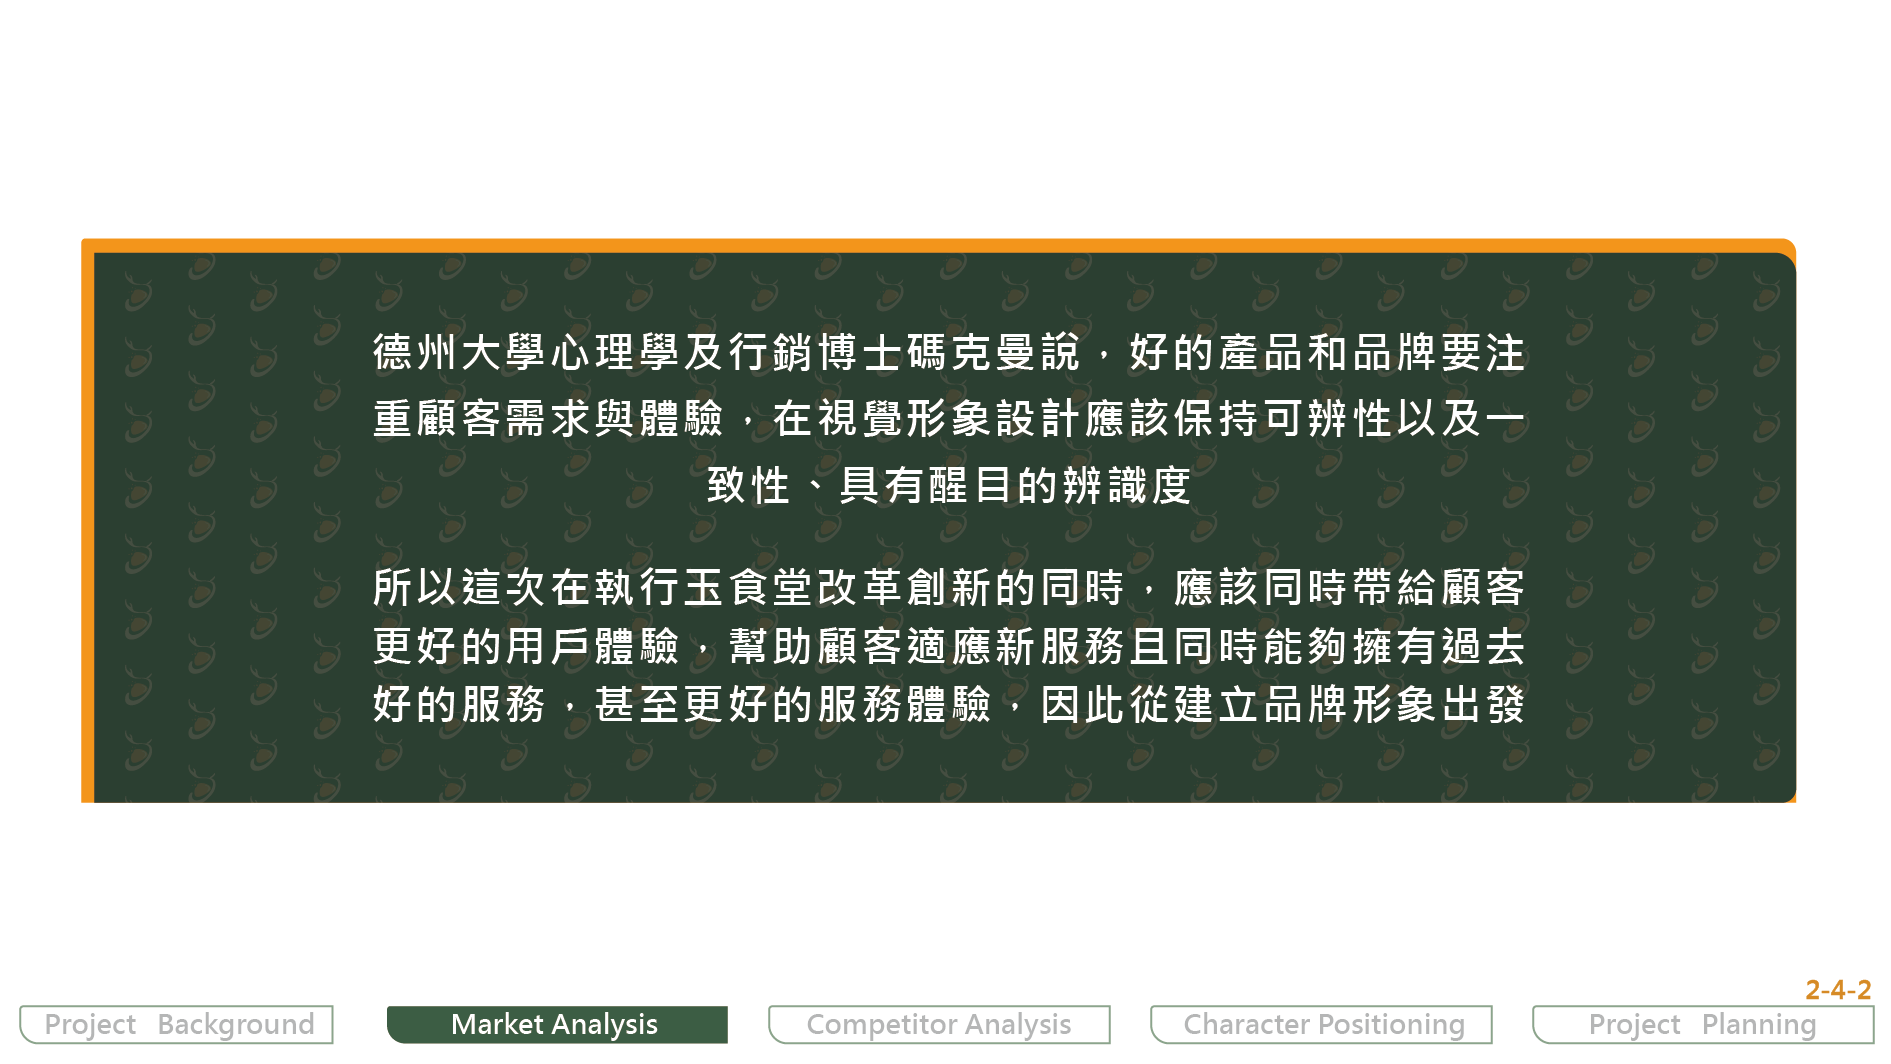 德州大學心理學及行銷博士碼克曼說，好的產品和品牌要注
重顧客需求與體驗，在視覺形象設計應該保持可辨性以及一
致性、具有醒目的辨識度
所以這次在執行玉食堂改革創新的同時，應該同時帶給顧客
更好的用戶體驗，幫助顧客適應新服務且同時能夠擁有過去
好的服務，甚至更好的服務體驗，因此從建立品牌形象出發
2-4-2
Project Background
Market Analysis
Competitor Analysis
Character Positioning
Project Planning